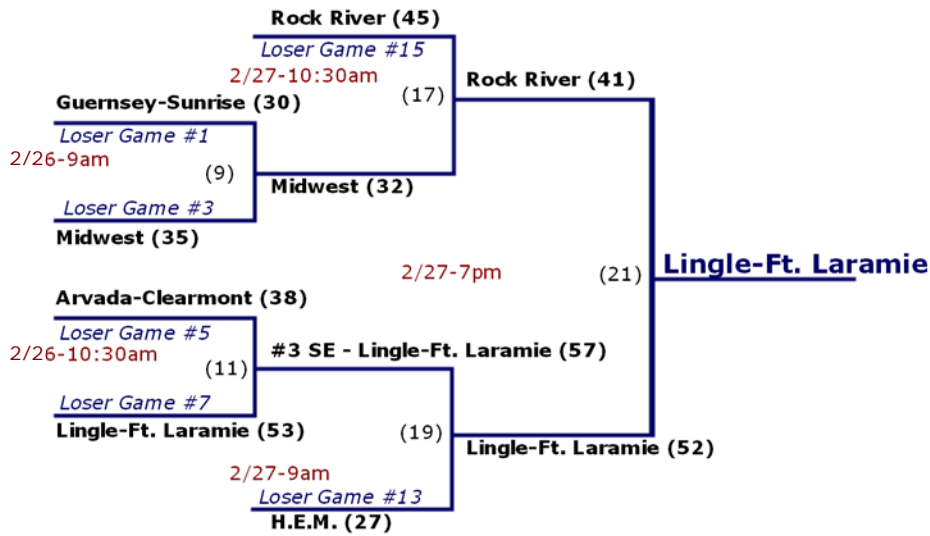 Rock River (45)
Loser Game #15
2/27-10:30am
Rock River (41)
(17)
Guernsey-Sunrise (30)
Loser Game #1
2/26-9am
(9)
Midwest (32)
Loser Game #3
Midwest (35)
2/27-7pm
(21)
Lingle-Ft. Laramie
Arvada-Clearmont (38)
Loser Game #5
2/26-10:30am
(11)
#3 SE - Lingle-Ft. Laramie (57)
Loser Game #7
Lingle-Ft. Laramie (53)
(19)
Lingle-Ft. Laramie (52)
2/27-9am
Loser Game #13
H.E.M. (27)